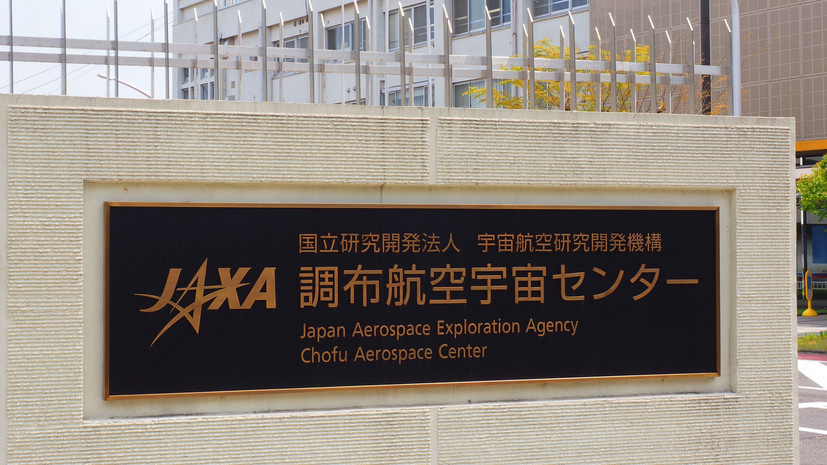 JAXA
国立研究開発法人　宇宙航空研究開発機構
調布航空宇宙センター
Japan Aerospace Exploration Agency
Chofu Aerospace Center